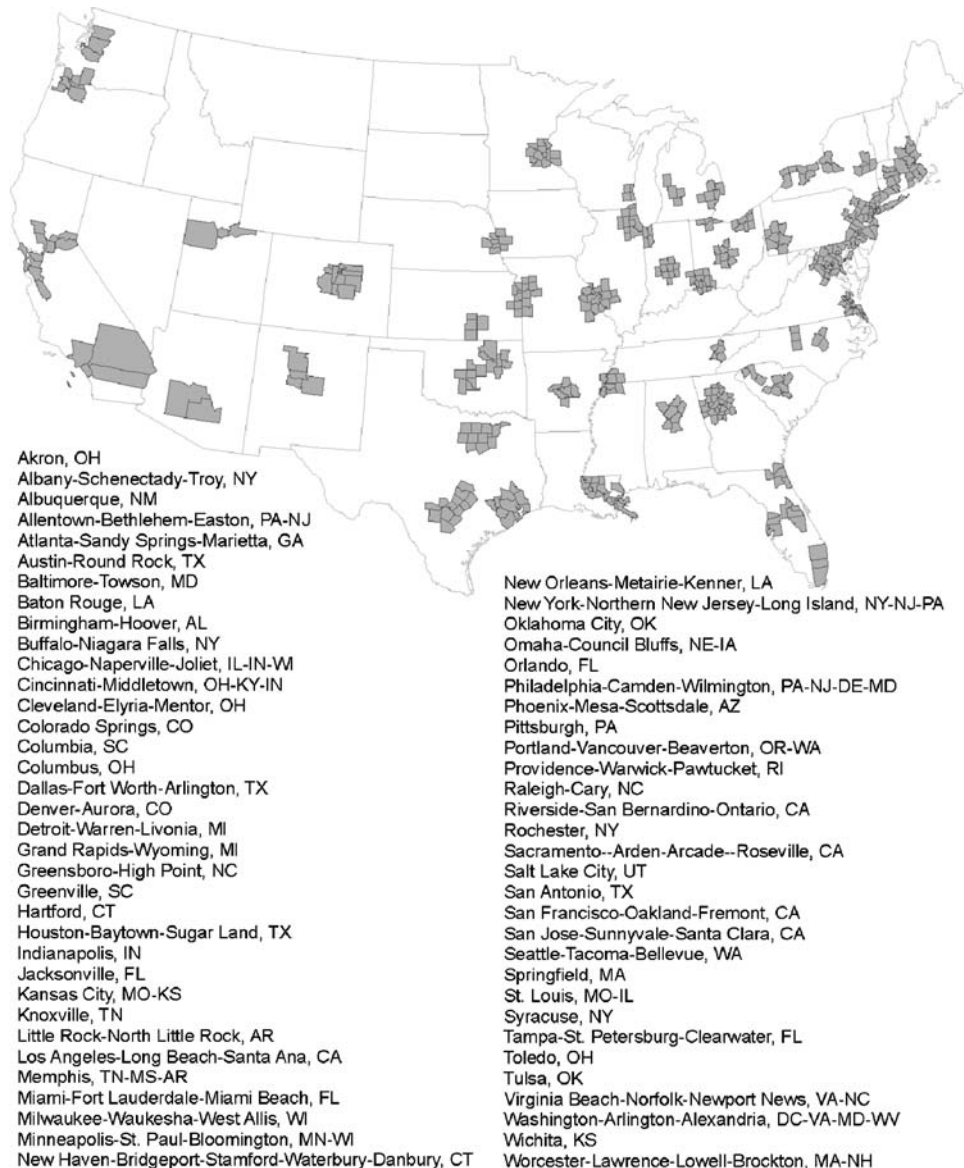 Akron, OH
Albany-Schenectady-Troy, NY
Albuquerque, NM
Allentown-Bethlehem-Easton, PA-NJ
Atlanta-Sandy Springs-Marietta, GA
Austin-Round Rock, TX
Baltimore-Towson, MD
Baton Rouge, LA
Birmingham-Hoover, AL
Buffalo-Niagara Falls, NY
Chicago-Naperville-Joliet, IL-IN-WI
Cincinnati-Middletown, OH-KY-IN
Cleveland-Elyria-Mentor, OH
Colorado Springs, CO
Columbia, SC
Columbus, OH
Dallas-Fort Worth-Arlington, TX
Denver-Aurora, CO
Detroit-Warren-Livonia, MI
Grand Rapids-Wyoming, MI
Greensboro-High Point, NC
Greenville, SC
Hartford, CT
Houston-Baytown-Sugar Land, TX
Indianapolis, IN
Jacksonville, FL
Kansas City, MO-KS
Knoxville, TN
Little Rock-North Little Rock, AR
Los Angeles-Long Beach-Santa Ana, CA
Memphis, TN-MS-AR
Miami-Fort Lauderdale-Miami Beach, FL
Milwaukee-Waukesha-West Allis, WI
Minneapolis-St. Paul-Bloomington, MN-WI
New Haven-Bridgeport-Stamford-Waterbury-Danbury, CT
New Orleans-Metairie-Kenner, LA
New York-Northern New Jersey-Long Island, NY-NJ-PA
Oklahoma City, OK
Omaha-Council Bluffs, NE-IA
Orlando, FL
Philadelphia-Camden-Wilmington, PA-NJ-DE-MD
Phoenix-Mesa-Scottsdale, AZ
Pittsburgh, PA
Portland-Vancouver-Beaverton, OR-WA
Providence-Warwick-Pawtucket, RI
Raleigh-Cary, NC
Riverside-San Bernardino-Ontario, CA
Rochester, NY
Sacramento--Arden-Arcade--Roseville, CA
Salt Lake City, UT
San Antonio, TX
San Francisco-Oakland-Fremont, CA
San Jose-Sunnyvale-Santa Clara, CA
Seattle-Tacoma-Bellevue, WA
Springfield, MA
St. Louis, MO-IL
Syracuse, NY
Tampa-St. Petersburg-Clearwater, FL
Toledo, OH
Tulsa, OK
Virginia Beach-Norfolk-Newport News, VA-NC
Washington-Arlington-Alexandria, DC-VA-MD-WV
Wichita, KS
Worcester-Lawrence-Lowell-Brockton, MA-NH